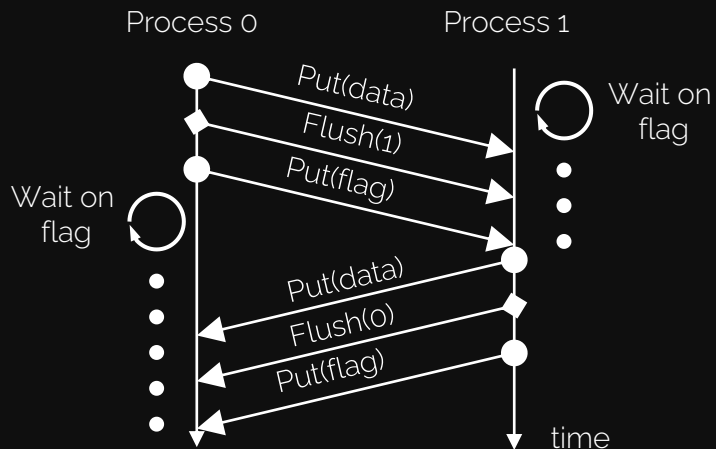 Process 0
Process 1
Put(data)
Flush(1)
Put(flag)
Wait on
flag
Wait on
flag
Put(data)
Flush(0)
Put(flag)
time